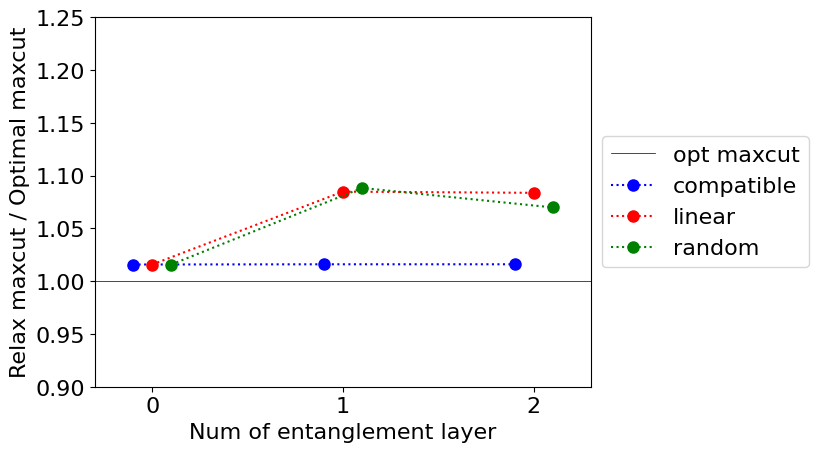 Relax maxcut / Optimal maxcut
1.25
1.20
1.15
1.10
1.05
1.00
0.95
0.90
0
1
2
Num of entanglement layer
opt maxcut
compatible
linear
random